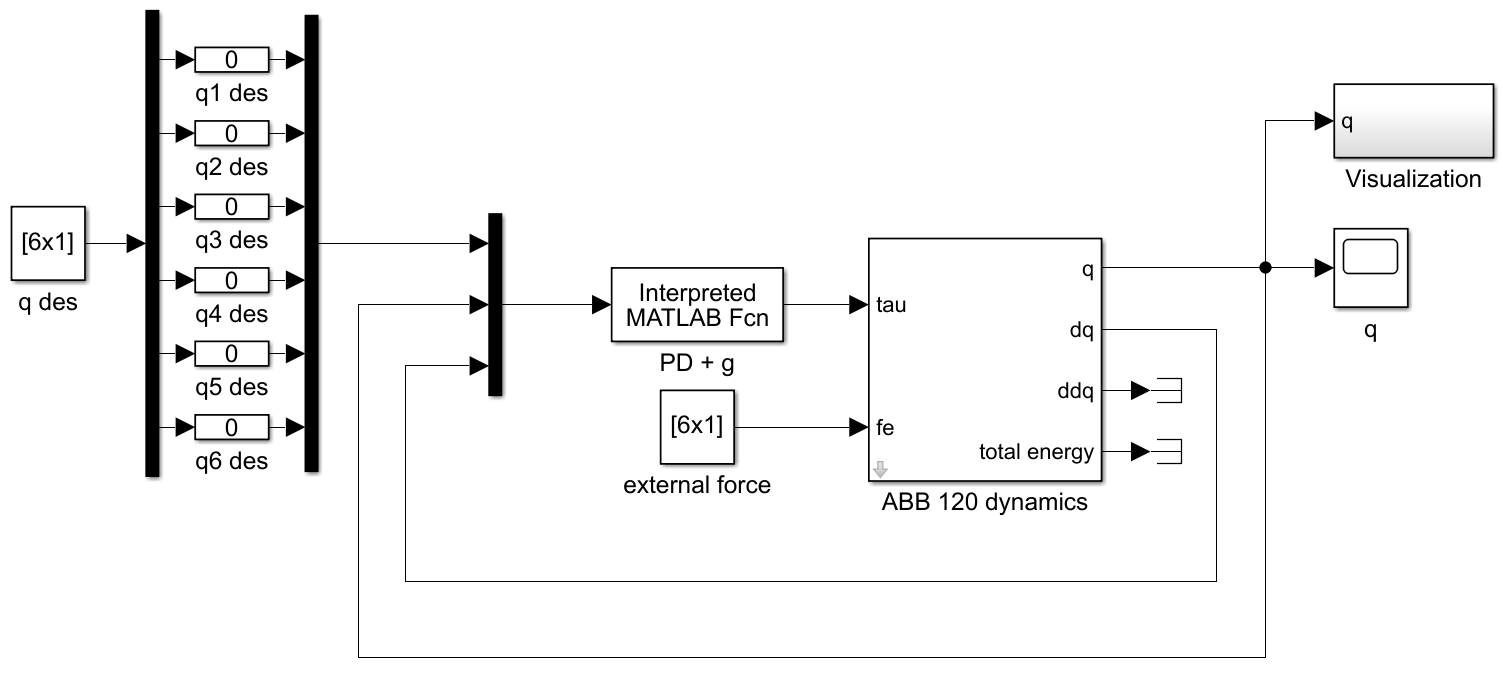 [6x1]
q des
0
q1 des
0
q2 des
0
q3 des
0
q4 des
0
q5 des
0
q6 des
Interpreted
MATLAB Fcn
PD + g
[6x1]
external force
tau
fe
q
dq
ddq
total energy
ABB 120 dynamics
q
Visualization
q